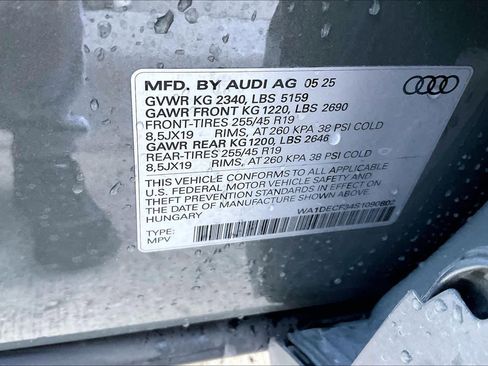 MFD. BY AUDI AG 05 25
GVWR KG 2340, LBS 5159
GAWR FRONT KG 1220, LBS 2690
FRONT-TIRES 255/45 R19
8,5JX19 RIMS, AT 260 KPA 38 PSI COLD
GAWR REAR KG 1200, LBS 2646
REAR-TIRES 255/45 R19
8,5JX19 RIMS, AT 260 KPA 38 PSI COLD
THIS VEHICLE CONFORMS TO ALL APPLICABLE
U.S. FEDERAL MOTOR VEHICLE SAFETY AND
THEFT PREVENTION STANDARDS IN EFFECT ON
THE DATE OF MANUFACTURE SHOWN ABOVE.
HUNGARY
WA1DECF34S1090802
TYPE:
MPV